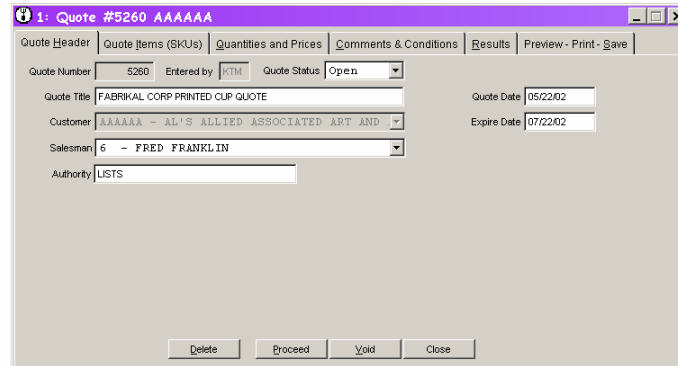 1: Quote #5260 AAAAAA
Quote Header Quote Items (SKUs) Quantities and Prices Comments & Conditions Results Preview - Print - Save
Quote Number 5260 Entered by KTM Quote Status Open
Quote Title FABRIKAL CORP PRINTED CUP QUOTE Quote Date 05/22/02
Customer AAAAAA - AL'S ALLIED ASSOCIATED ART AND Expire Date 07/22/02
Salesman 6 - FRED FRANKLIN
Authority LISTS
Delete Proceed Void Close